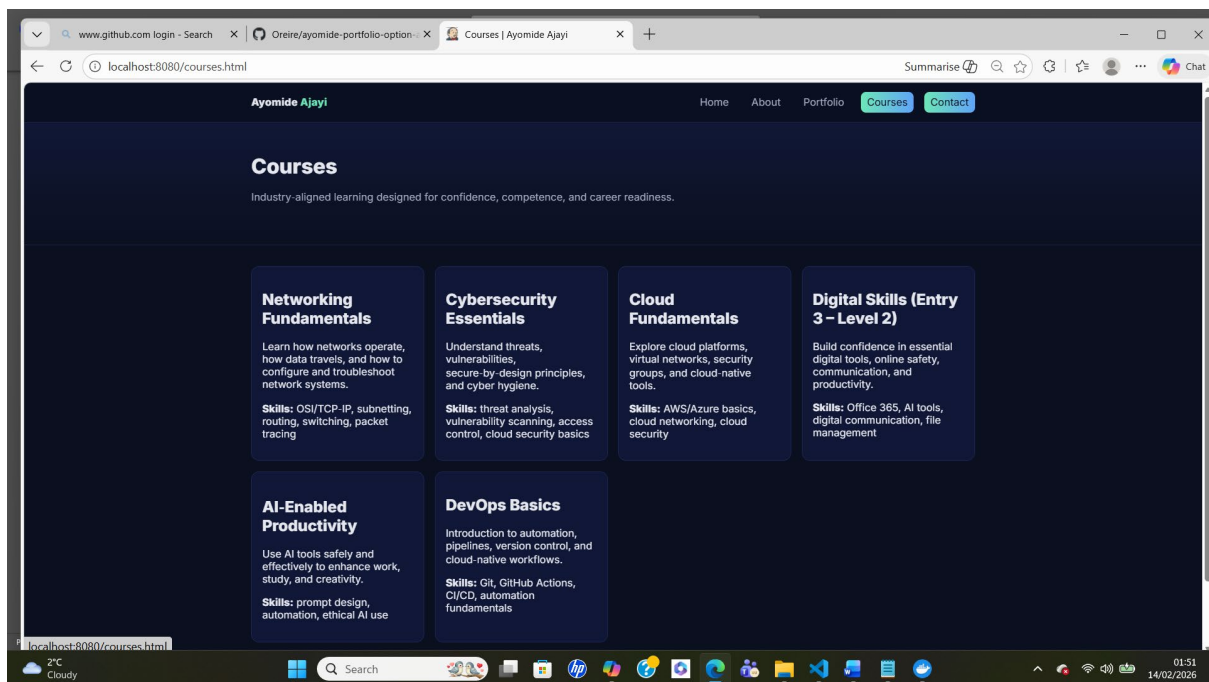 www.github.com login - Search
Oreire/ayomide-portfolio-option-
Courses | Ayomide Ajayi
localhost:8080/courses.html
Summarise
Chat
Ayomide Ajayi
Home
About
Portfolio
Courses
Contact
Courses
Industry-aligned learning designed for confidence, competence, and career readiness.
Networking
Fundamentals
Learn how networks operate,
how data travels, and how to
configure and troubleshoot
network systems.
Skills: OSI/TCP-IP, subnetting,
routing, switching, packet
tracing
Cybersecurity
Essentials
Understand threats,
vulnerabilities,
secure-by-design principles,
and cyber hygiene.
Skills: threat analysis,
vulnerability scanning, access
control, cloud security basics
Cloud
Fundamentals
Explore cloud platforms,
virtual networks, security
groups, and cloud-native
tools.
Skills: AWS/Azure basics,
cloud networking, cloud
security
Digital Skills (Entry
3 – Level 2)
Build confidence in essential
digital tools, online safety,
communication, and
productivity.
Skills: Office 365, AI tools,
digital communication, file
management
AI-Enabled
Productivity
Use AI tools safely and
effectively to enhance work,
study, and creativity.
Skills: prompt design,
automation, ethical AI use
DevOps Basics
Introduction to automation,
pipelines, version control, and
cloud-native workflows.
Skills: Git, GitHub Actions,
CI/CD, automation
fundamentals
localhost:8080/courses.html
2°C
Cloudy
Search
01:51
14/02/2026